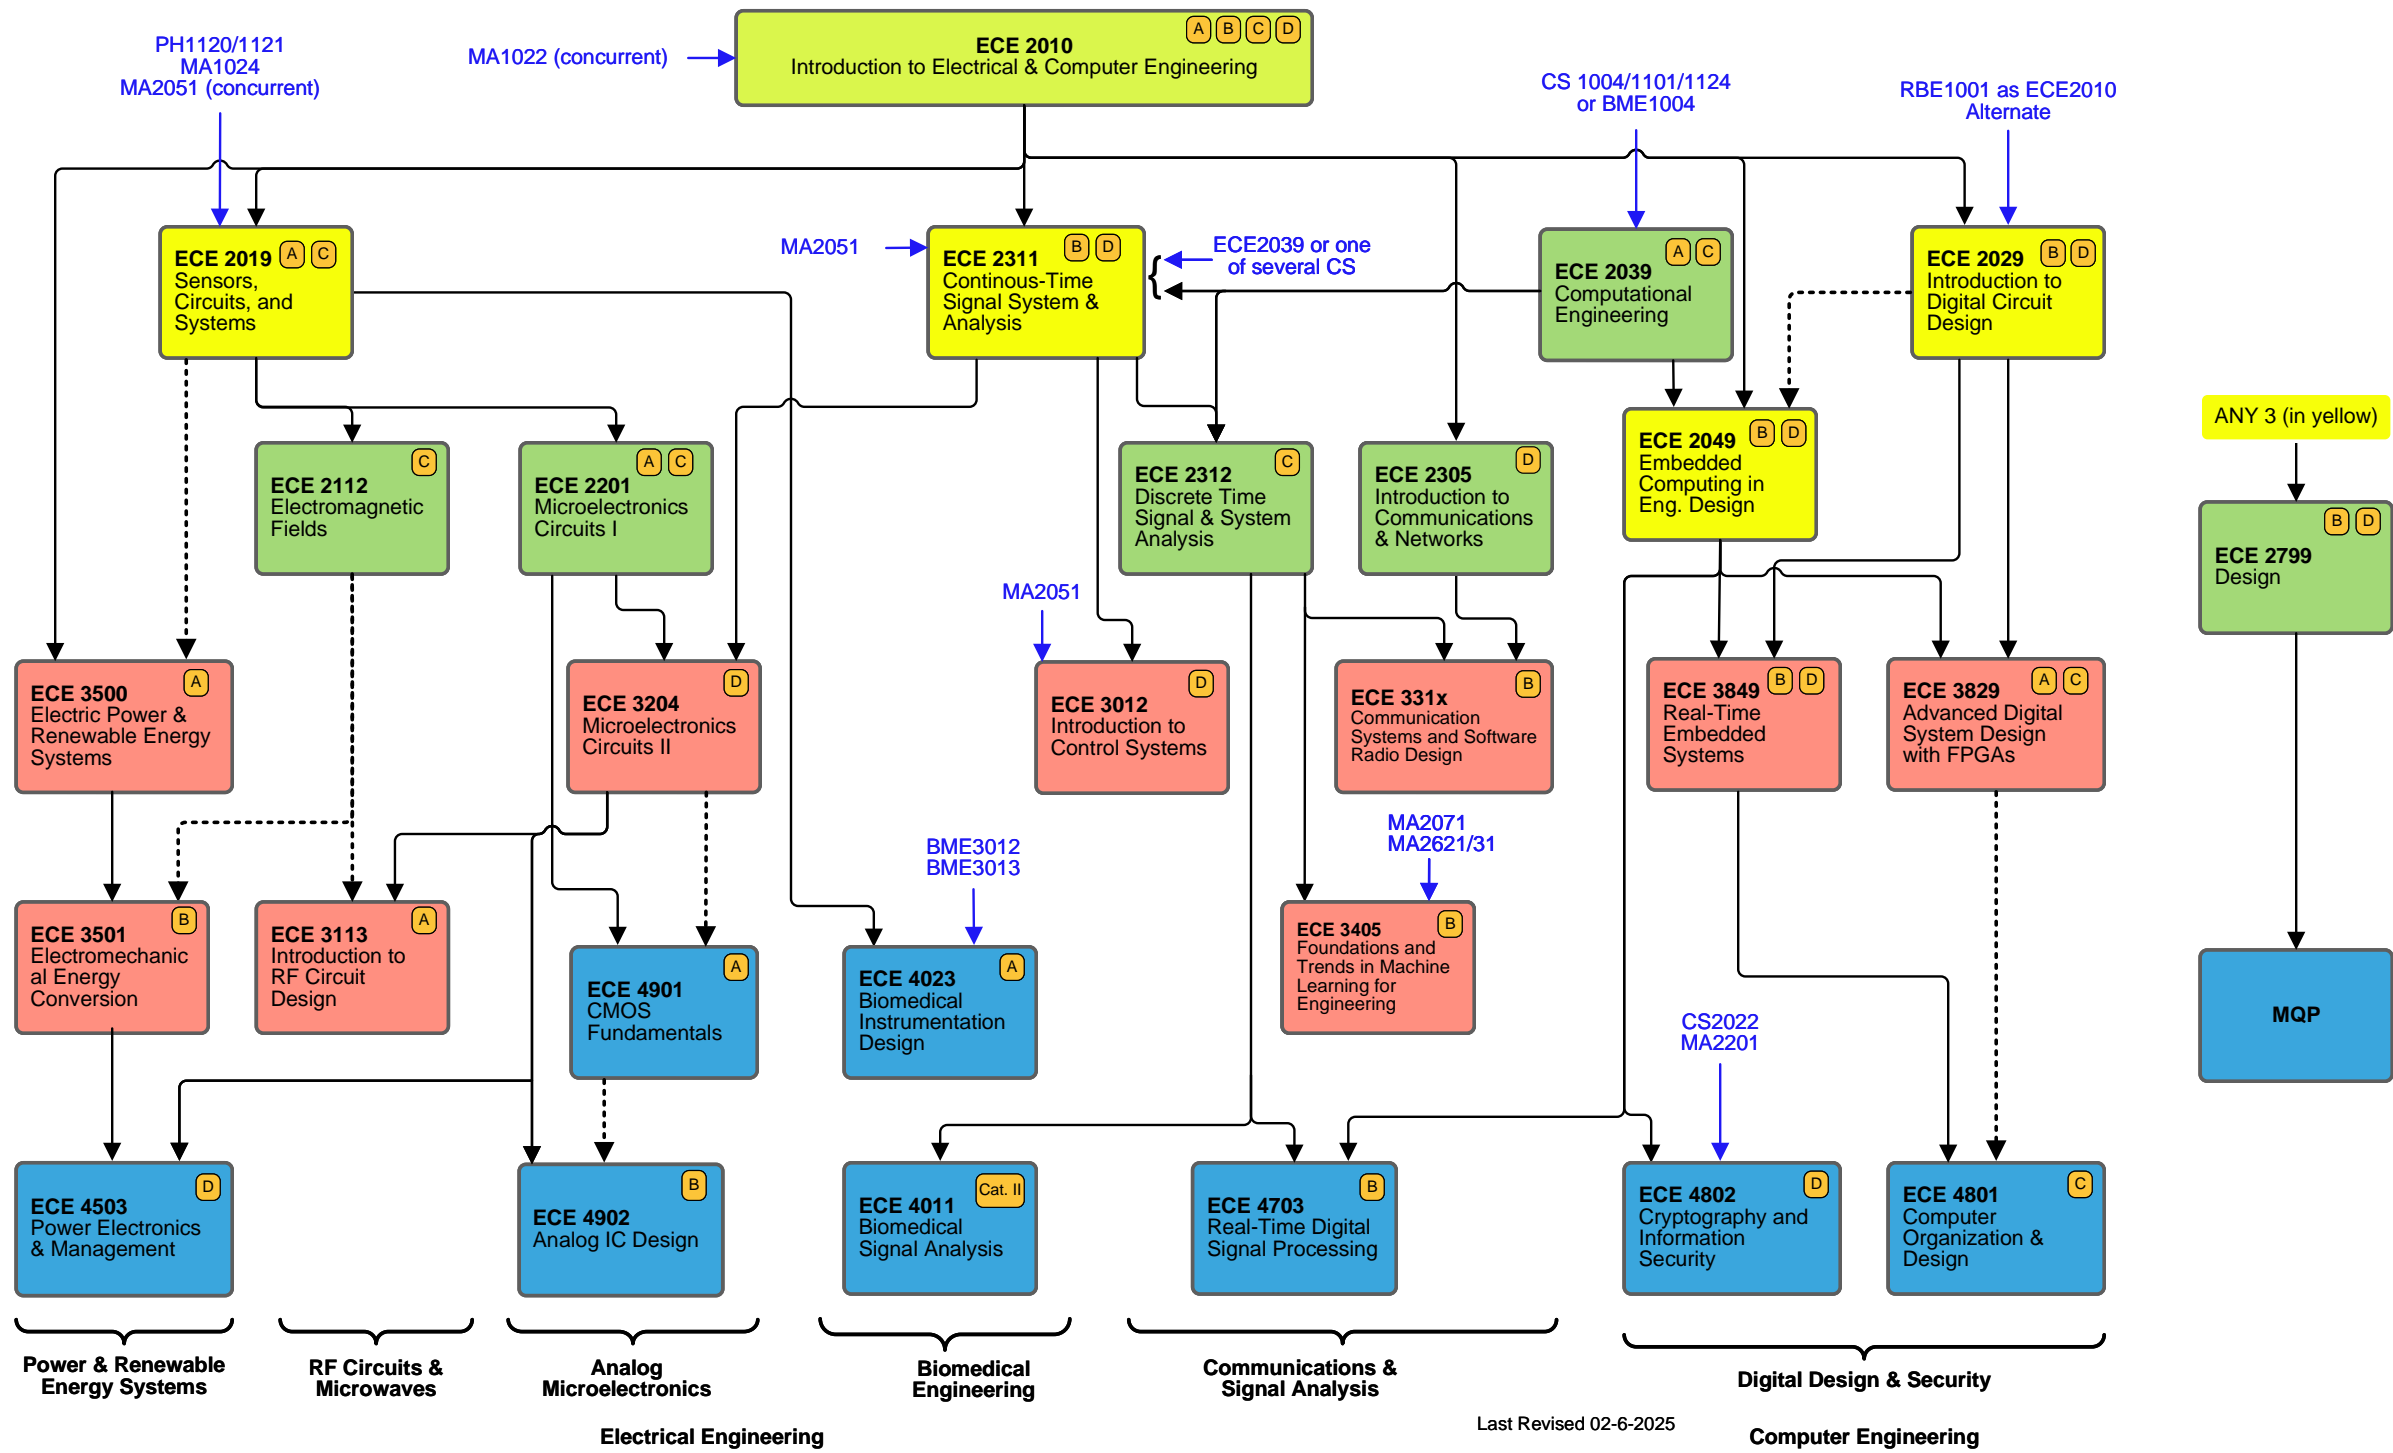 PH1120/1121
MA1024
MA2051 (concurrent)
MA1022 (concurrent)
A B C D
ECE 2010
Introduction to Electrical & Computer Engineering
CS 1004/1101/1124
or BME1004
RBE1001 as ECE2010
Alternate
A C
ECE 2019
Sensors,
Circuits, and
Systems
MA2051
B D
ECE 2311
Continous-Time
Signal System &
Analysis
{
ECE2039 or one
of several CS
A C
ECE 2039
Computational
Engineering
B D
ECE 2029
Introduction to
Digital Circuit
Design
ANY 3 (in yellow)
C
ECE 2112
Electromagnetic
Fields
A C
ECE 2201
Microelectronics
Circuits I
C
ECE 2312
Discrete Time
Signal & System
Analysis
D
ECE 2305
Introduction to
Communications
& Networks
B D
ECE 2049
Embedded
Computing in
Eng. Design
B D
ECE 2799
Design
MA2051
A
ECE 3500
Electric Power &
Renewable Energy
Systems
D
ECE 3204
Microelectronics
Circuits II
D
ECE 3012
Introduction to
Control Systems
B
ECE 331x
Communication
Systems and Software
Radio Design
B D
ECE 3849
Real-Time
Embedded
Systems
A C
ECE 3829
Advanced Digital
System Design
with FPGAs
BME3012
BME3013
MA2071
MA2621/31
B
ECE 3501
Electromechanic
al Energy
Conversion
A
ECE 3113
Introduction to
RF Circuit
Design
A
ECE 4901
CMOS
Fundamentals
A
ECE 4023
Biomedical
Instrumentation
Design
B
ECE 3405
Foundations and
Trends in Machine
Learning for
Engineering
MQP
CS2022
MA2201
D
ECE 4503
Power Electronics
& Management
B
ECE 4902
Analog IC Design
Cat. II
ECE 4011
Biomedical
Signal Analysis
B
ECE 4703
Real-Time Digital
Signal Processing
D
ECE 4802
Cryptography and
Information
Security
C
ECE 4801
Computer
Organization &
Design
Power & Renewable
Energy Systems
RF Circuits &
Microwaves
Analog
Microelectronics
Biomedical
Engineering
Communications &
Signal Analysis
Digital Design & Security
Last Revised 02-6-2025
Electrical Engineering
Computer Engineering